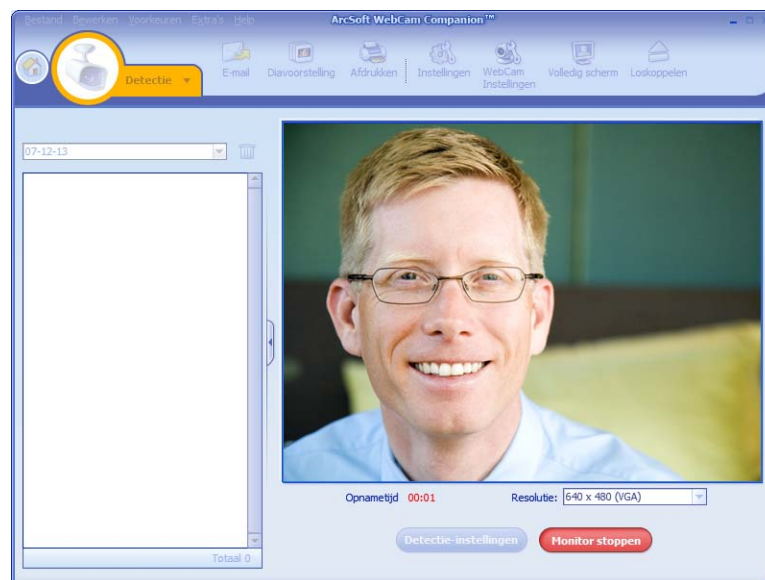 Bestand Bewerken Voorkeuren Extra's Help
ArcSoft WebCam Companion™
Detectie
E-mail
Diavoorstelling
Afdrukken
Instellingen
WebCam
Instellingen
Volledig scherm
Loskoppelen
07-12-13
Totaal 0
Opnametijd 00:01
Resolutie: 640 x 480 (VGA)
Detectie-instellingen
Monitor stoppen